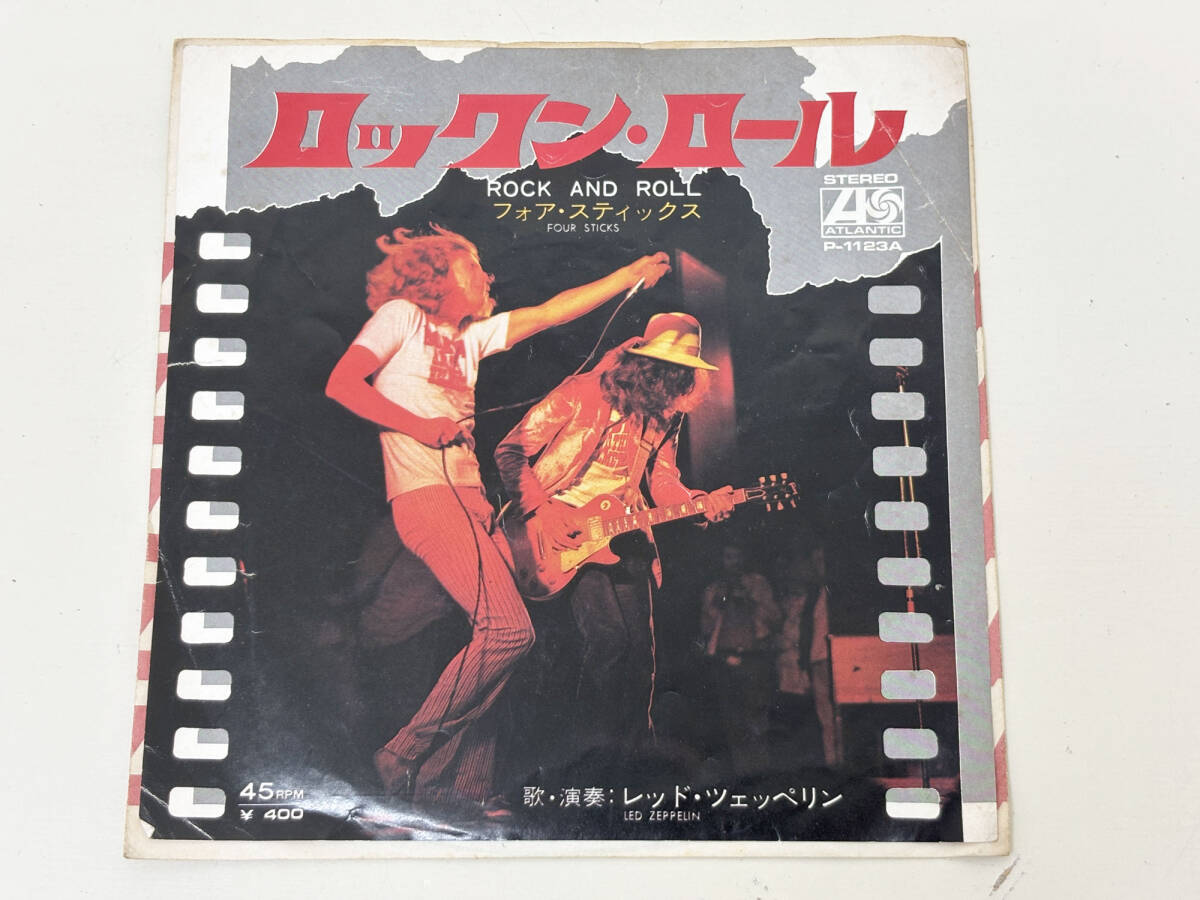 ロックン・ロール
ROCK AND ROLL
フォア・スティックス
FOUR STICKS
STEREO
ATLANTIC
P-1123A
45RPM
¥ 400
歌・演奏：レッド・ツェッペリン
LED ZEPPELIN